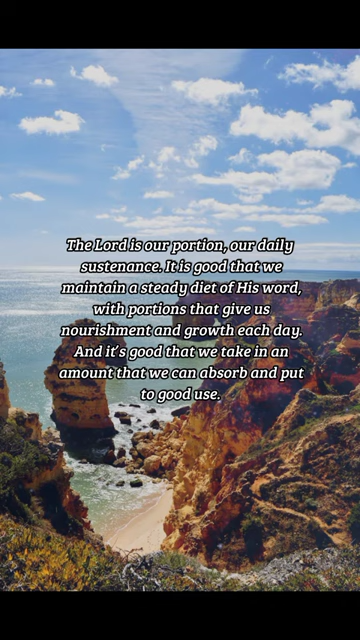 The Lord is our portion, our daily
sustenance. It is good that we
maintain a steady diet of His word,
with portions that give us
nourishment and growth each day.
And it's good that we take in an
amount that we can absorb and put
to good use.